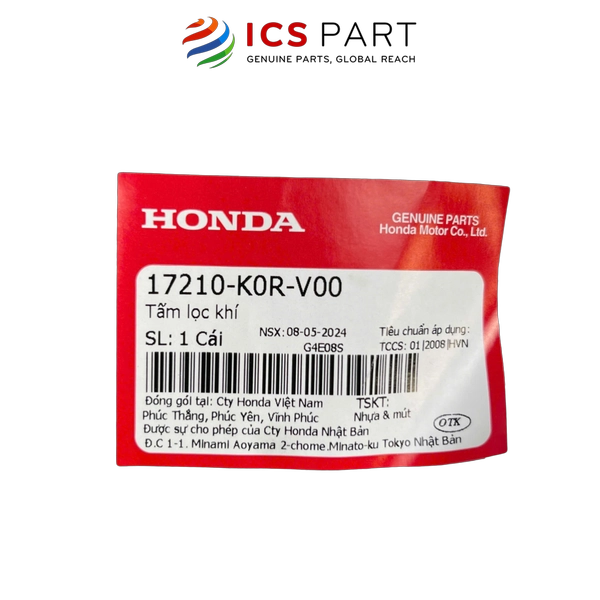 ICS PART
GENUINE PARTS, GLOBAL REACH
HONDA
GENUINE PARTS
Honda Motor Co., Ltd.
17210-K0R-V00
Tấm lọc khí
SL: 1 Cái
NSX: 08-05-2024
G4E08S
Tiêu chuẩn áp dụng:
TCCS: 01|2008|HVN
Đóng gói tại: Cty Honda Việt Nam
Phúc Thắng, Phúc Yên, Vĩnh Phúc
TSKT:
Nhựa & mút
Được sự cho phép của Cty Honda Nhật Bản
Đ.C 1-1. Minami Aoyama 2-chome.Minato-ku Tokyo Nhật Bản
OTK